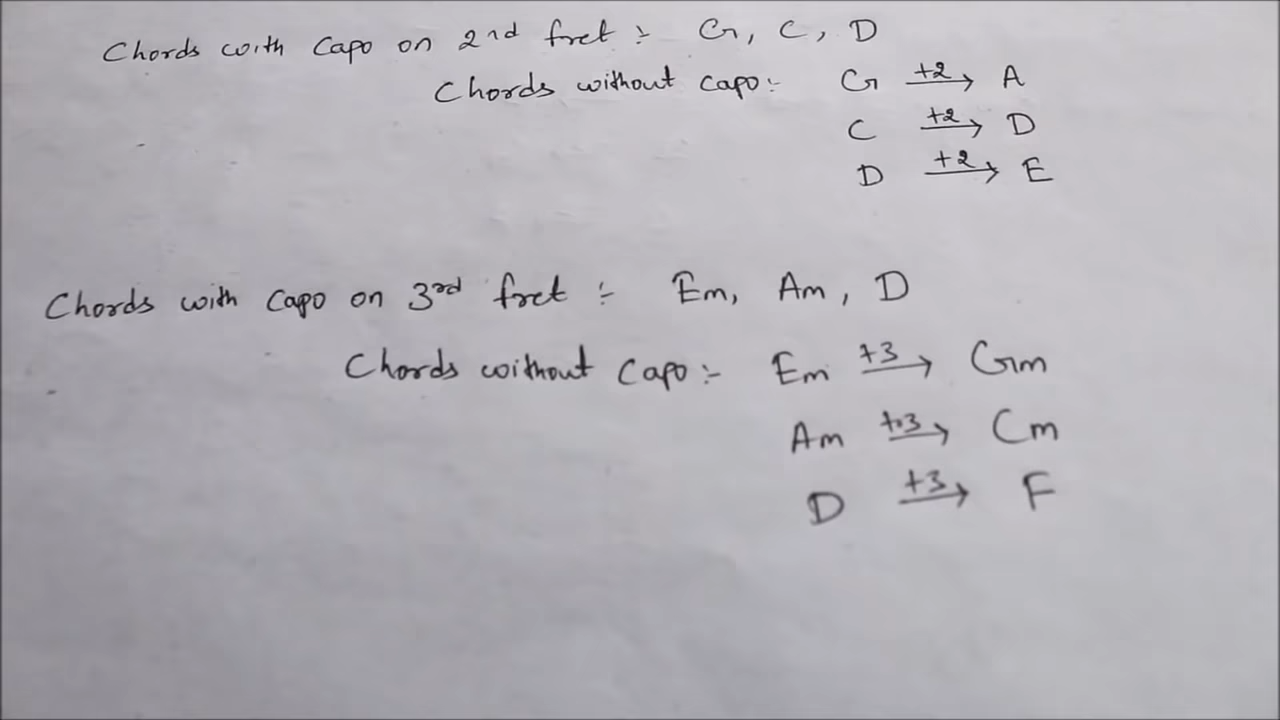 Chords with Capo on 2nd fret :- G, C, D
Chords without capo:- G +2→ A
C +2→ D
D +2→ E
Chords with capo on 3rd fret :- Em, Am, D
Chords without Capo :- Em +3→ Gm
Am +3→ Cm
D +3→ F